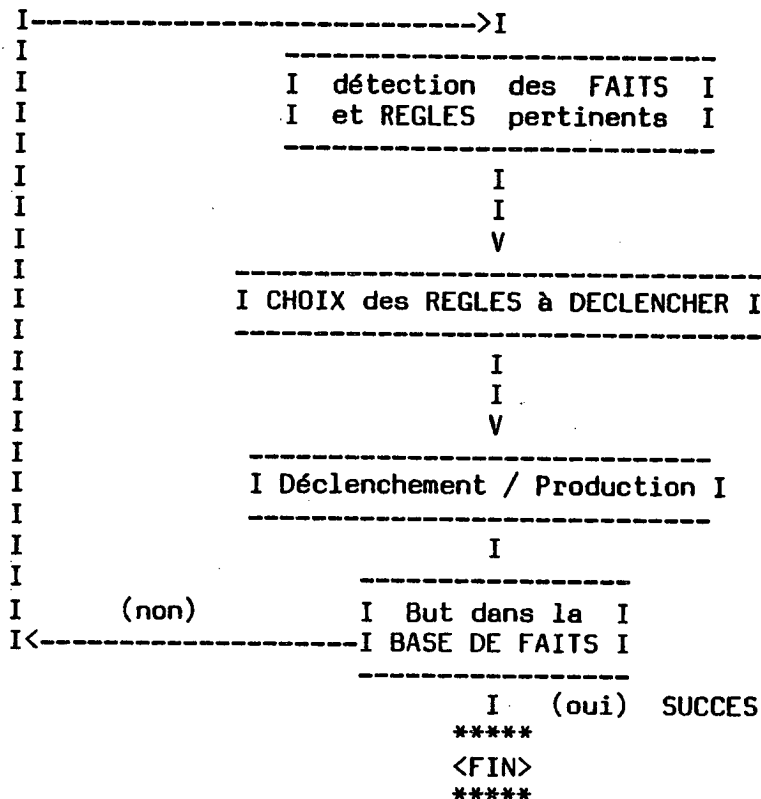 détection des FAITS
et REGLES pertinents
V
CHOIX des REGLES à DECLENCHER
V
Déclenchement / Production
(non) But dans la
BASE DE FAITS
(oui) SUCCES
*****
<FIN>
*****